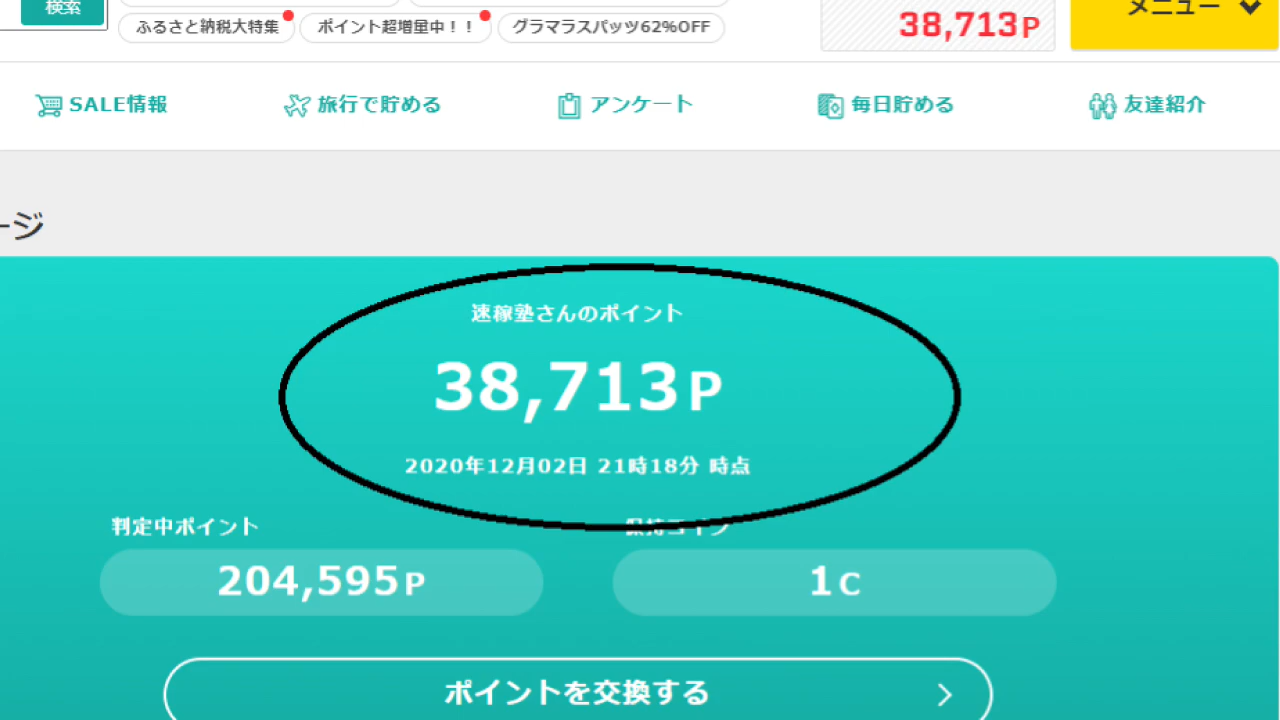 検索
ふるさと納税大特集 ポイント超増量中！！ グラマラスパッツ62%OFF
38,713P
メニュー
SALE情報 旅行で貯める アンケート 毎日貯める 友達紹介
ージ
速稼塾さんのポイント
38,713P
2020年12月02日 21時18分 時点
判定中ポイント 保持コイン
204,595P 1C
ポイントを交換する